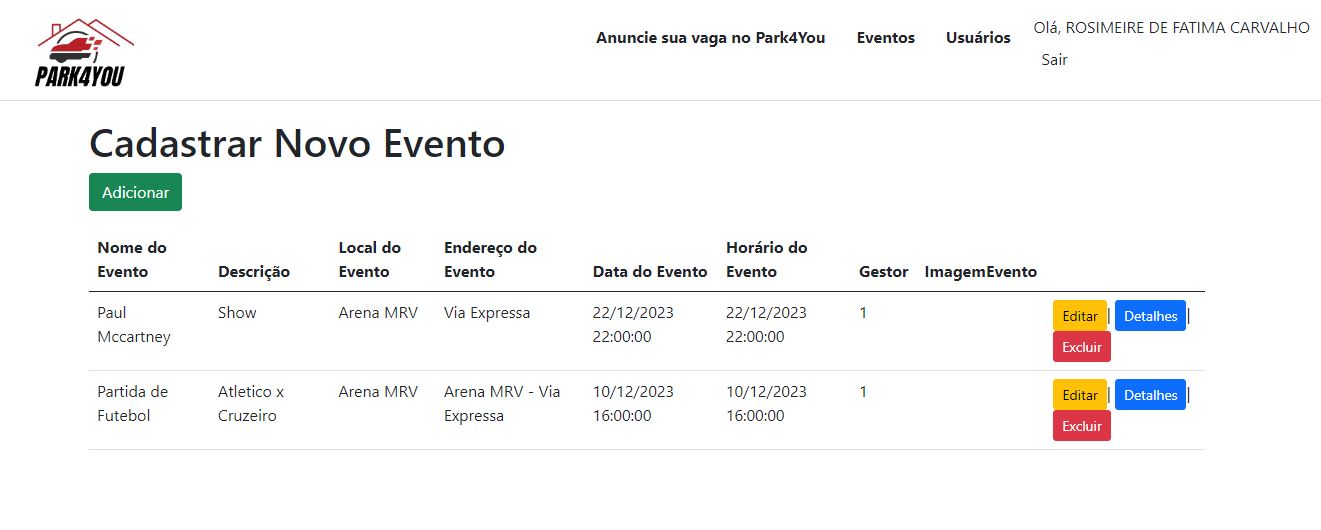 PARK4YOU
Anuncie sua vaga no Park4You Eventos Usuários Olá, ROSIMEIRE DE FATIMA CARVALHO
Sair
Cadastrar Novo Evento
Adicionar
Nome do Evento Descrição Local do Evento Endereço do Evento Data do Evento Horário do Evento Gestor ImagemEvento
Paul Mccartney Show Arena MRV Via Expressa 22/12/2023 22:00:00 22/12/2023 22:00:00 1 Editar | Detalhes | Excluir
Partida de Futebol Atletico x Cruzeiro Arena MRV Arena MRV - Via Expressa 10/12/2023 16:00:00 10/12/2023 16:00:00 1 Editar | Detalhes | Excluir